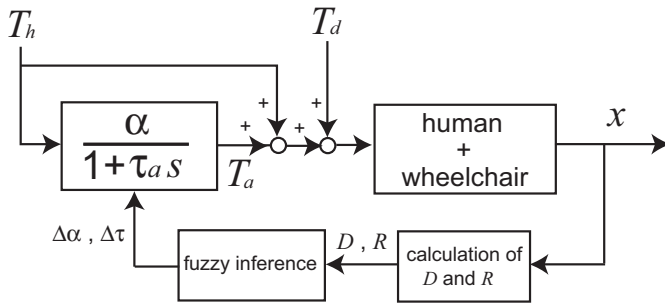 T_h
T_d
+
+
+
+
α
1+τ_a s
T_a
human
+
wheelchair
x
Δα , Δτ
fuzzy inference
D , R
calculation of
D and R